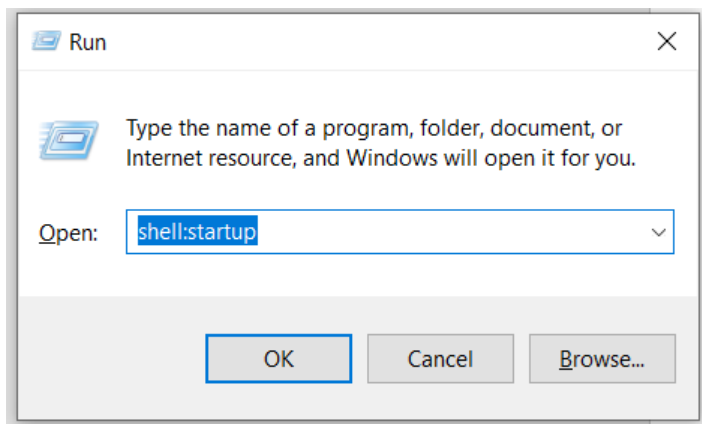 Run
Type the name of a program, folder, document, or
Internet resource, and Windows will open it for you.
Open: shell:startup
OK Cancel Browse...